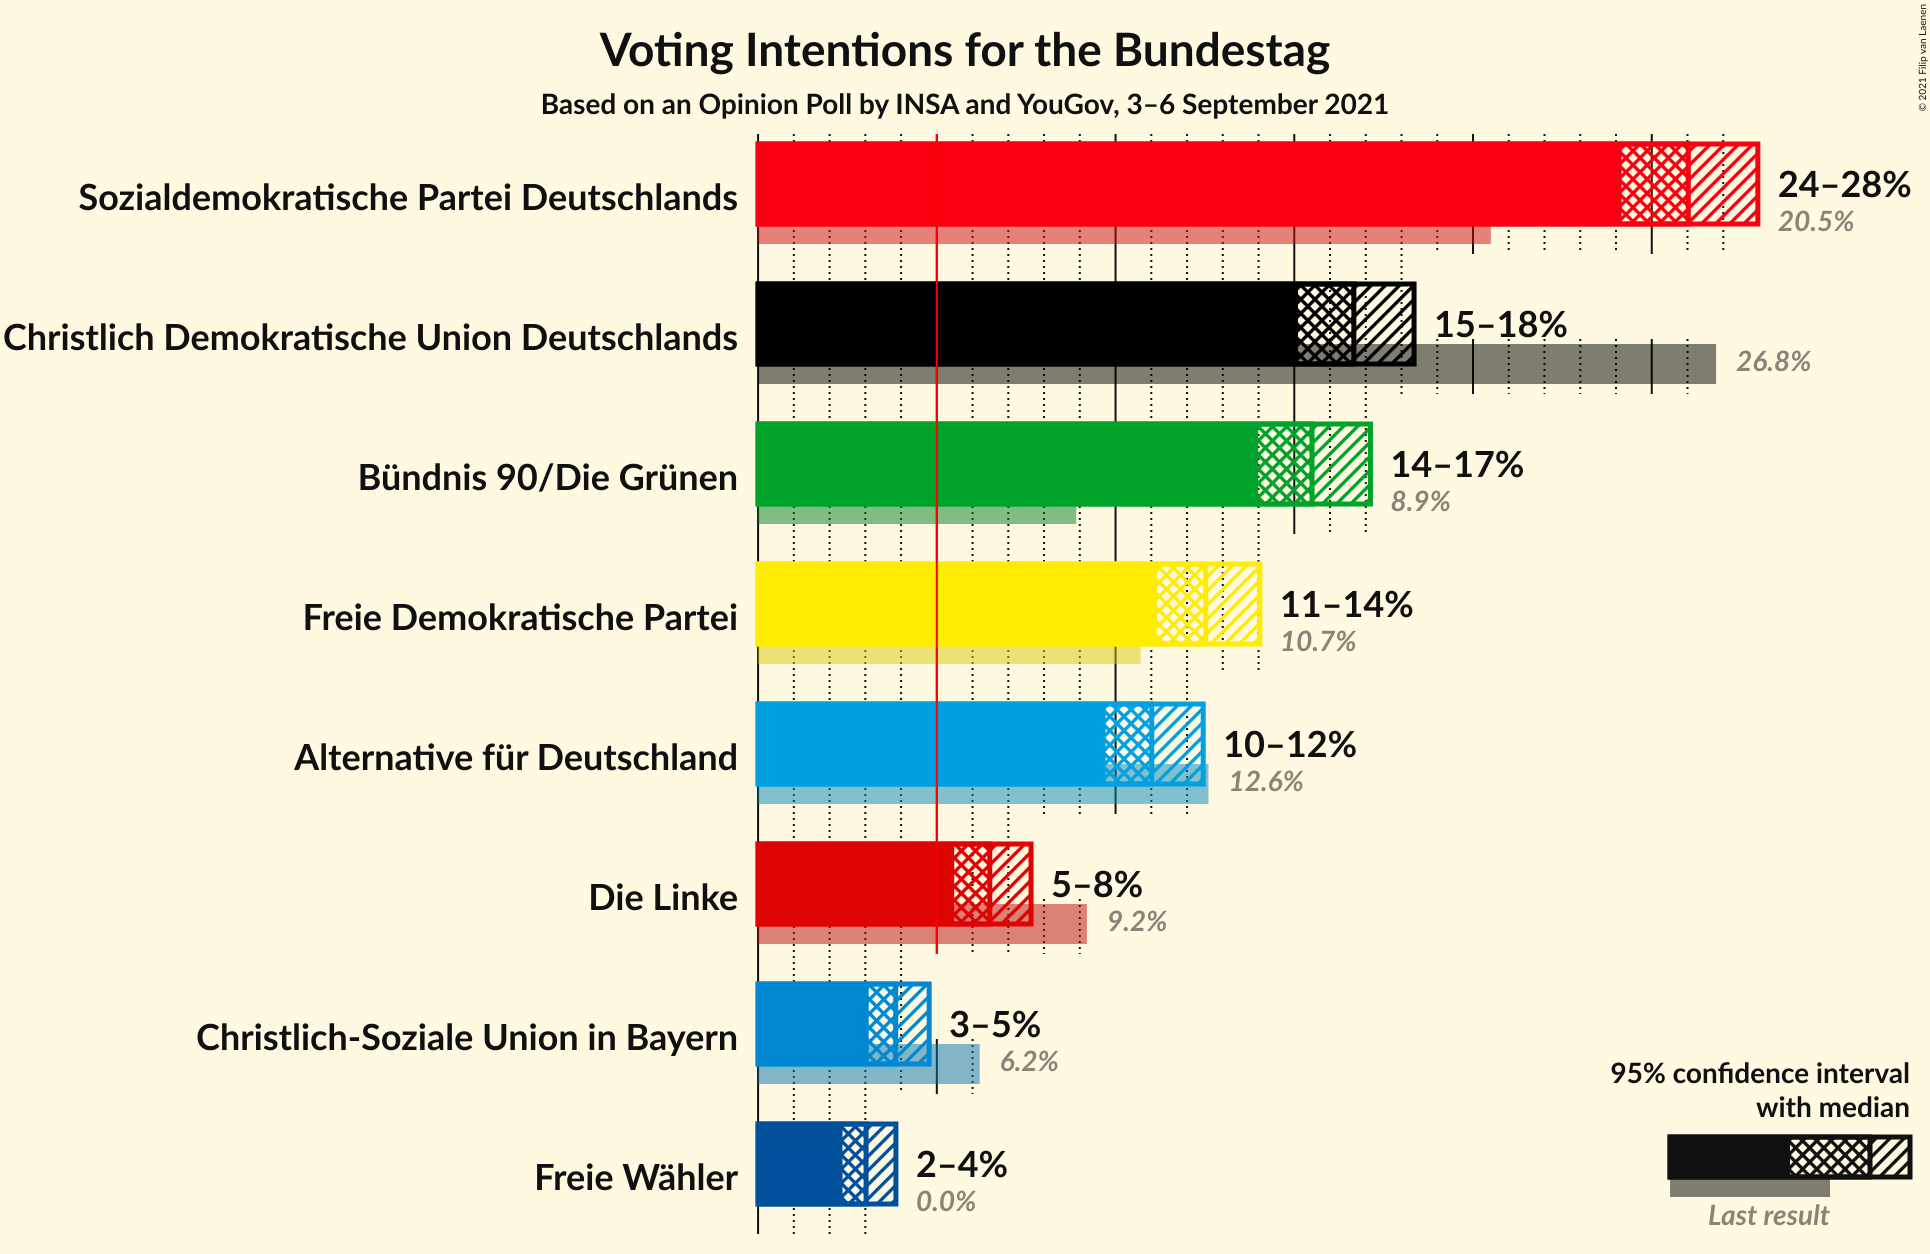 Voting Intentions for the Bundestag
Based on an Opinion Poll by INSA and YouGov, 3–6 September 2021
© 2021 Filip van Laenen
Sozialdemokratische Partei Deutschlands
24–28%
20.5%
Christlich Demokratische Union Deutschlands
15–18%
26.8%
Bündnis 90/Die Grünen
14–17%
8.9%
Freie Demokratische Partei
11–14%
10.7%
Alternative für Deutschland
10–12%
12.6%
Die Linke
5–8%
9.2%
Christlich-Soziale Union in Bayern
3–5%
6.2%
Freie Wähler
2–4%
0.0%
95% confidence interval
with median
Last result